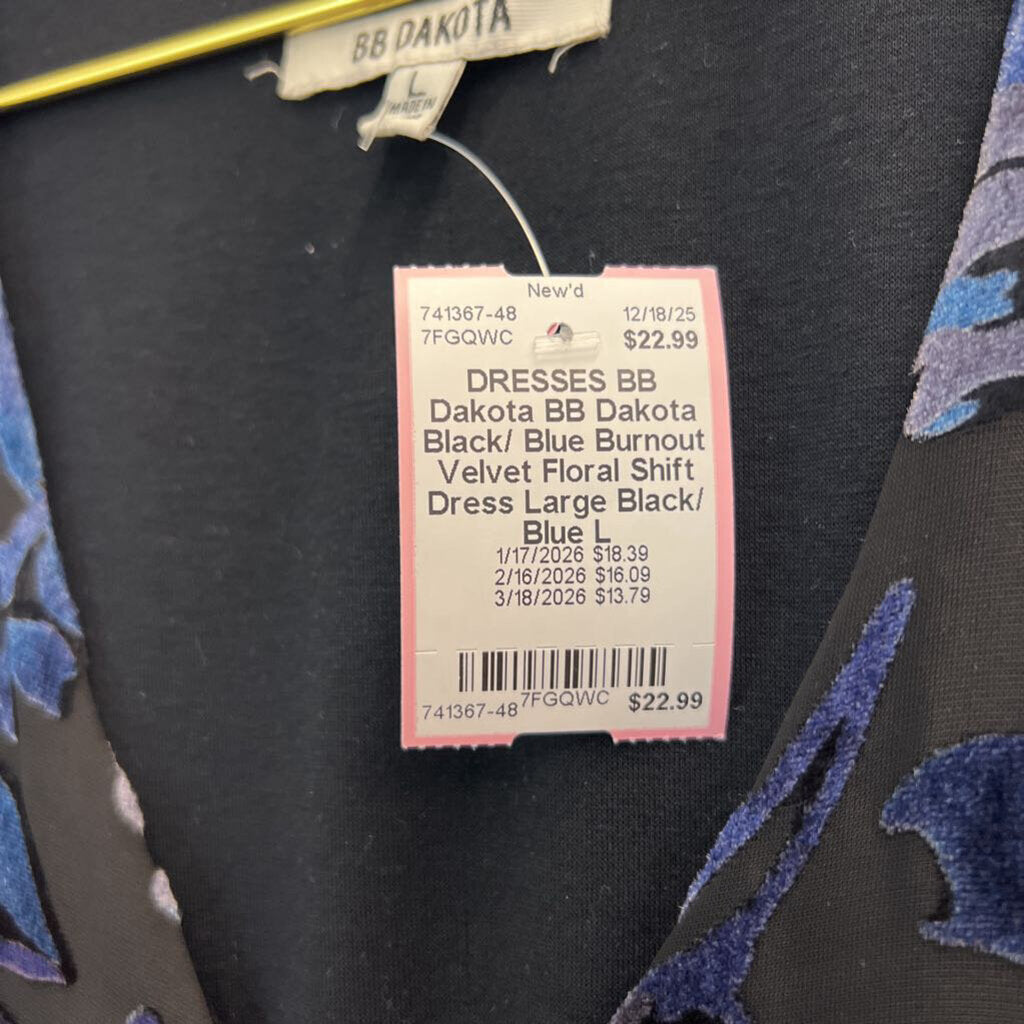 BB DAKOTA
L
MADE IN
New'd
741367-48 12/18/25
7FGQWC $22.99
DRESSES BB
Dakota BB Dakota
Black/ Blue Burnout
Velvet Floral Shift
Dress Large Black/
Blue L
1/17/2026 $18.39
2/16/2026 $16.09
3/18/2026 $13.79
741367-48 7FGQWC $22.99